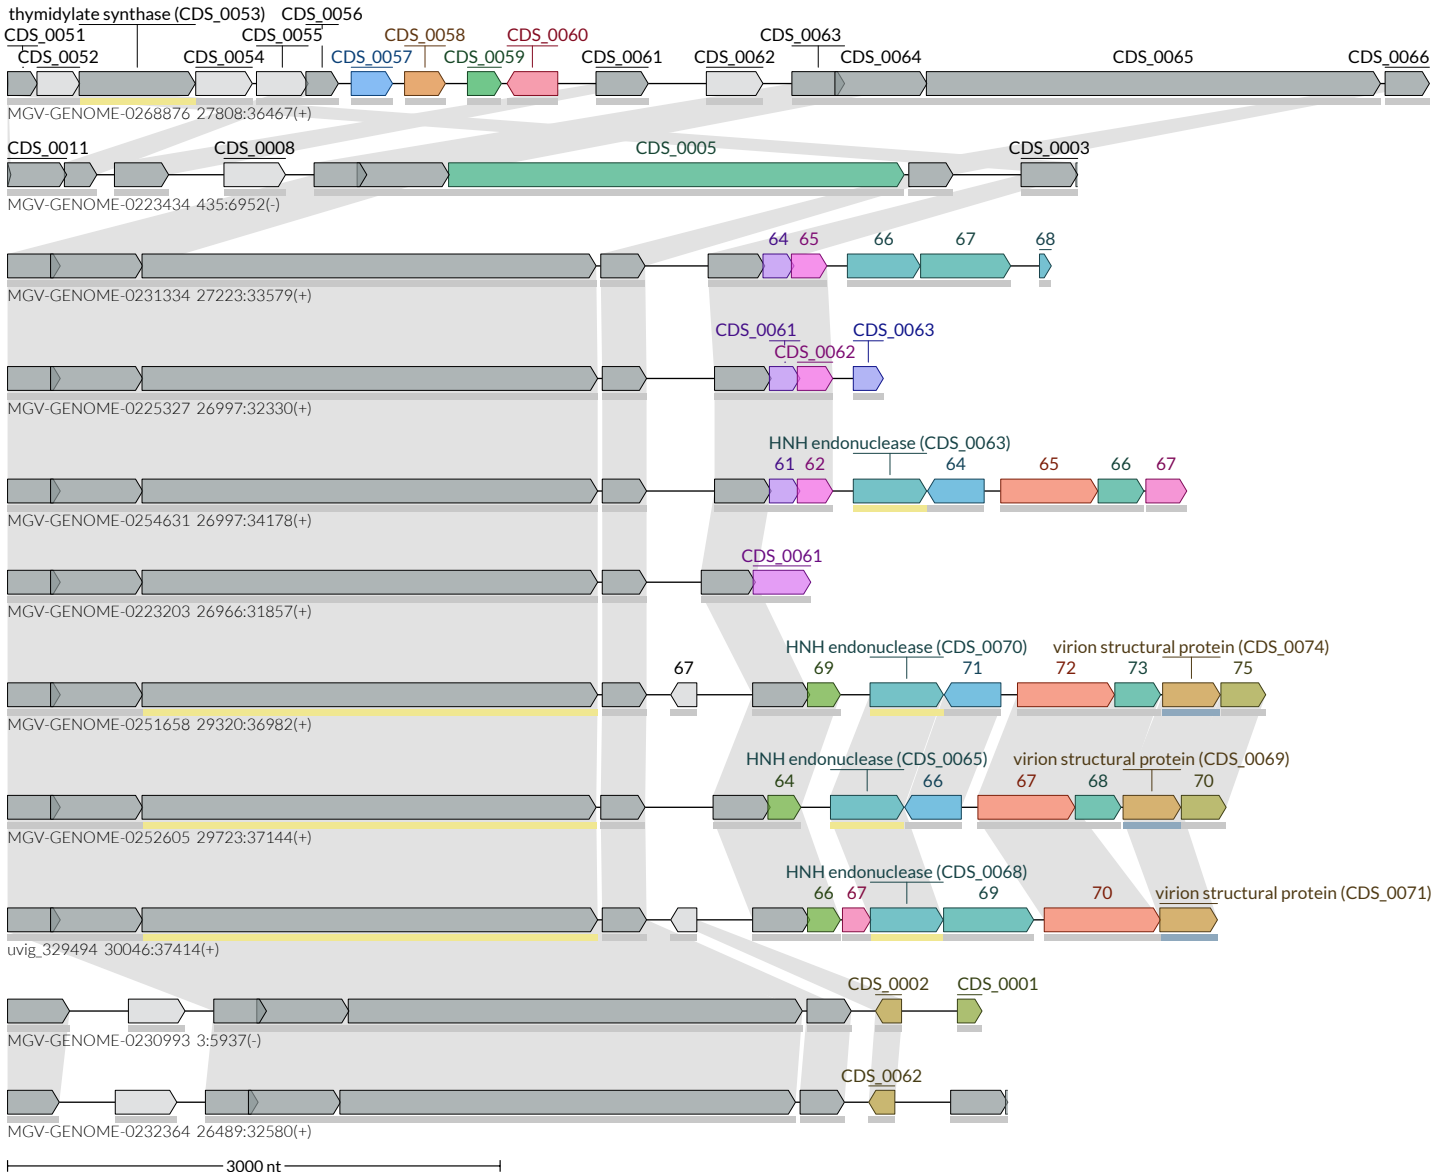 thymidylate synthase (CDS_0053) CDS_0056
CDS_0051 CDS_0055 CDS_0058 CDS_0060 CDS_0063
CDS_0052 CDS_0054 CDS_0057 CDS_0059 CDS_0061 CDS_0062 CDS_0064 CDS_0065 CDS_0066
MGV-GENOME-0268876 27808:36467(+)
CDS_0011 CDS_0008 CDS_0005 CDS_0003
MGV-GENOME-0223434 435:6952(-)
64 65 66 67 68
MGV-GENOME-0231334 27223:33579(+)
CDS_0061 CDS_0063
CDS_0062
MGV-GENOME-0225327 26997:32330(+)
HNH endonuclease (CDS_0063)
61 62 64 65 66 67
MGV-GENOME-0254631 26997:34178(+)
CDS_0061
MGV-GENOME-0223203 26966:31857(+)
HNH endonuclease (CDS_0070) virion structural protein (CDS_0074)
67 69 71 72 73 75
MGV-GENOME-0251658 29320:36982(+)
HNH endonuclease (CDS_0065) virion structural protein (CDS_0069)
64 66 67 68 70
MGV-GENOME-0252605 29723:37144(+)
HNH endonuclease (CDS_0068)
66 67 69 70 virion structural protein (CDS_0071)
uvig_329494 30046:37414(+)
CDS_0002 CDS_0001
MGV-GENOME-0230993 3:5937(-)
CDS_0062
MGV-GENOME-0232364 26489:32580(+)
3000 nt